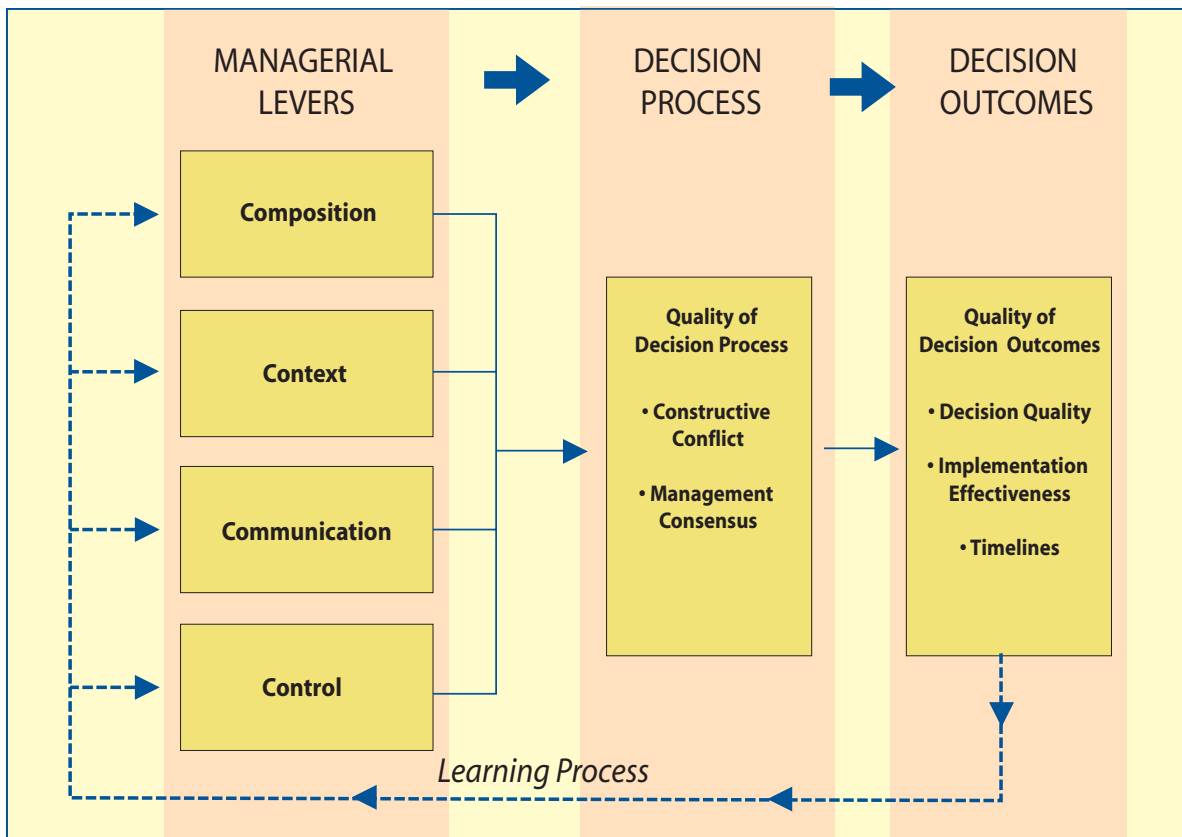 MANAGERIAL
LEVERS
DECISION
PROCESS
DECISION
OUTCOMES
Composition
Context
Communication
Control
Quality of
Decision Process
• Constructive
Conflict
• Management
Consensus
Quality of
Decision Outcomes
• Decision Quality
• Implementation
Effectiveness
• Timelines
Learning Process